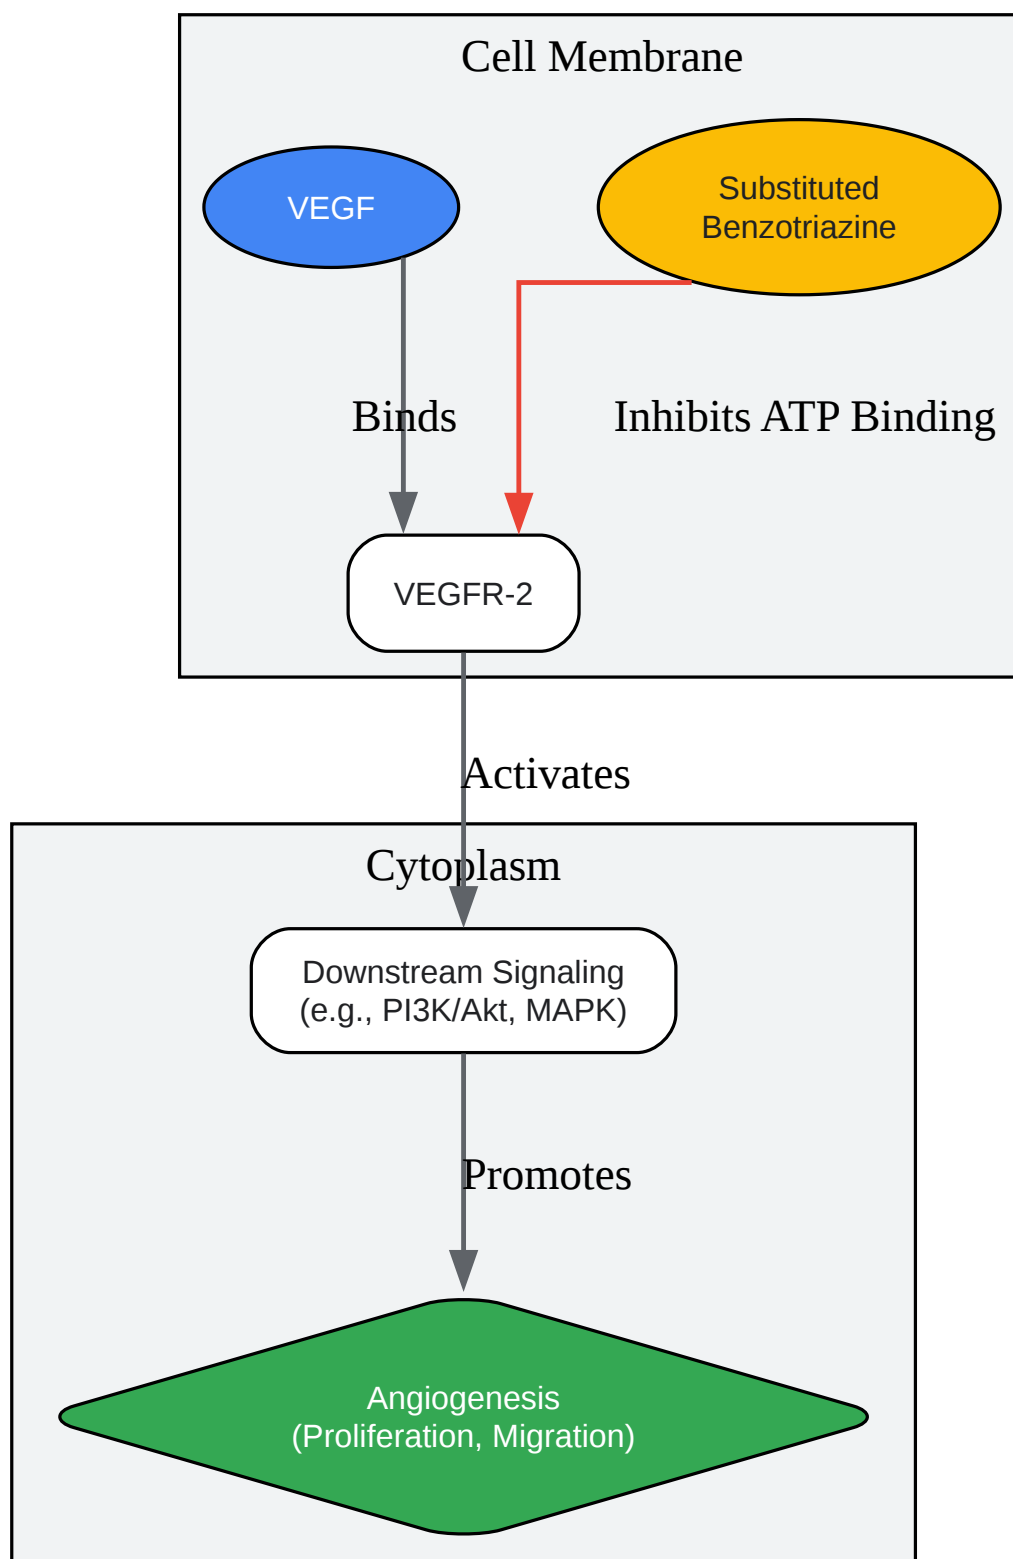 Cell Membrane
VEGF
Substituted
Benzotriazine
Binds
Inhibits ATP Binding
VEGFR-2
Activates
Cytoplasm
Downstream Signaling
(e.g., PI3K/Akt, MAPK)
Promotes
Angiogenesis
(Proliferation, Migration)